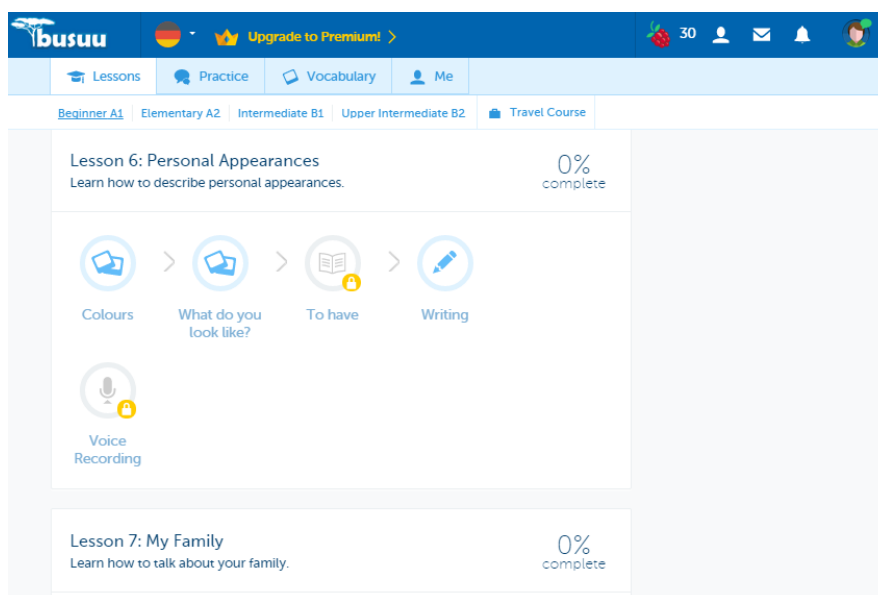 busuu Upgrade to Premium! 30
Lessons Practice Vocabulary Me
Beginner A1 Elementary A2 Intermediate B1 Upper Intermediate B2 Travel Course
Lesson 6: Personal Appearances
Learn how to describe personal appearances.
0%
complete
Colours
What do you
look like?
To have
Writing
Voice
Recording
Lesson 7: My Family
Learn how to talk about your family.
0%
complete